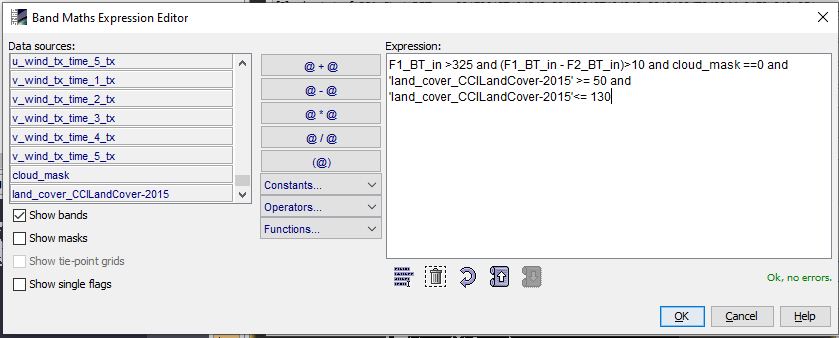 Band Maths Expression Editor
Data sources:
u_wind_tx_time_5_tx
v_wind_tx_time_1_tx
v_wind_tx_time_2_tx
v_wind_tx_time_3_tx
v_wind_tx_time_4_tx
v_wind_tx_time_5_tx
cloud_mask
land_cover_CCILandCover-2015
Show bands
Show masks
Show tie-point grids
Show single flags
@ + @
@ - @
@ * @
@ / @
(@)
Constants...
Operators...
Functions...
Expression:
F1_BT_in >325 and (F1_BT_in - F2_BT_in)>10 and cloud_mask ==0 and
'land_cover_CCILandCover-2015' >= 50 and
'land_cover_CCILandCover-2015'<= 130
Ok, no errors.
OK
Cancel
Help